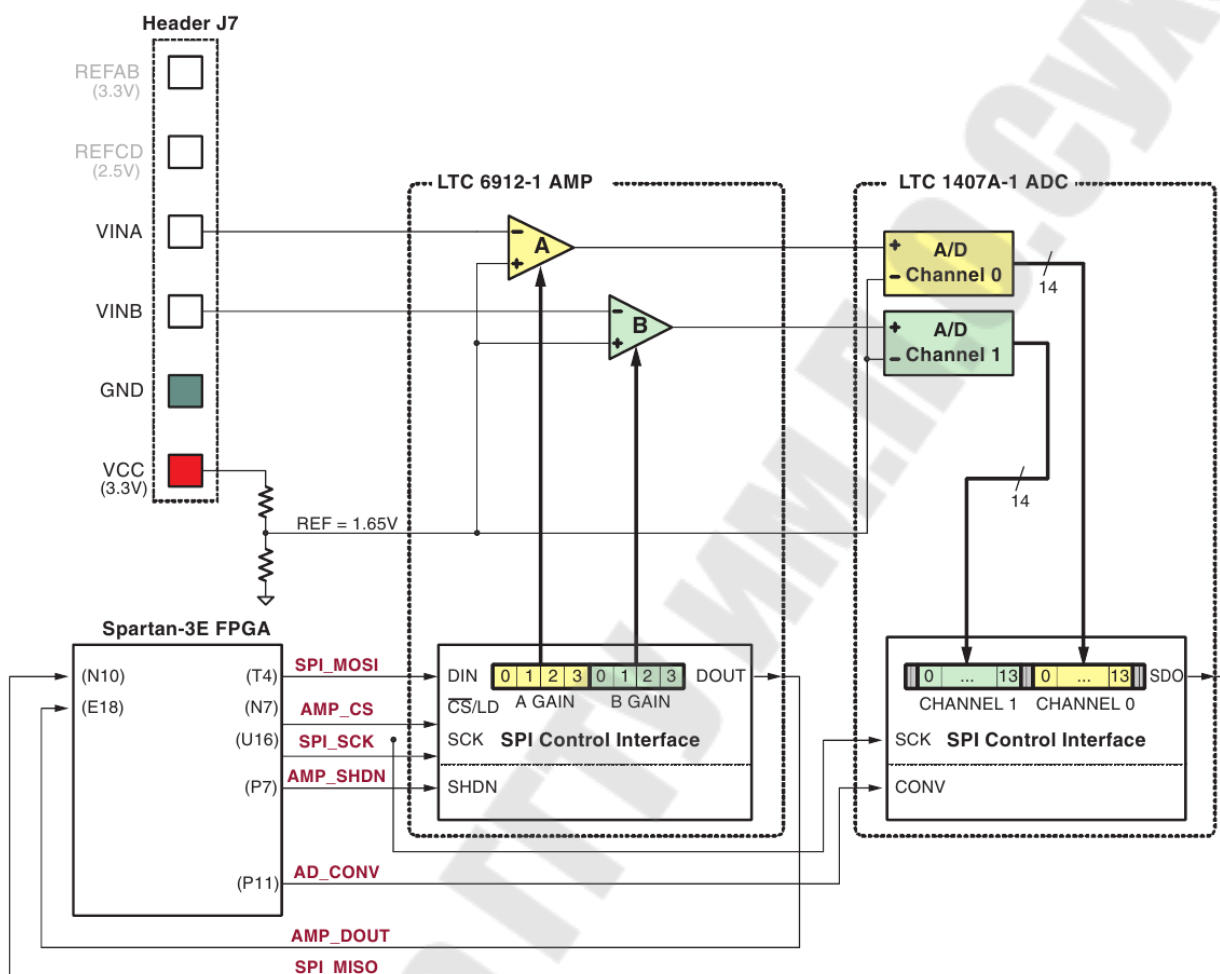 Header J7
REFAB
(3.3V)
REFCD
(2.5V)
VINA
VINB
GND
VCC
(3.3V)
REF = 1.65V
LTC 6912-1 AMP
A
B
LTC 1407A-1 ADC
A/D
Channel 0
14
A/D
Channel 1
14
Spartan-3E FPGA
(N10)
(E18)
(T4)
(N7)
(U16)
(P7)
(P11)
SPI_MOSI
AMP_CS
SPI_SCK
AMP_SHDN
AD_CONV
AMP_DOUT
SPI_MISO
DIN 0 1 2 3 0 1 2 3 DOUT
CS/LD A GAIN B GAIN
SCK SPI Control Interface
SHDN
0 ... 13 0 ... 13 SDO
CHANNEL 1 CHANNEL 0
SCK SPI Control Interface
CONV